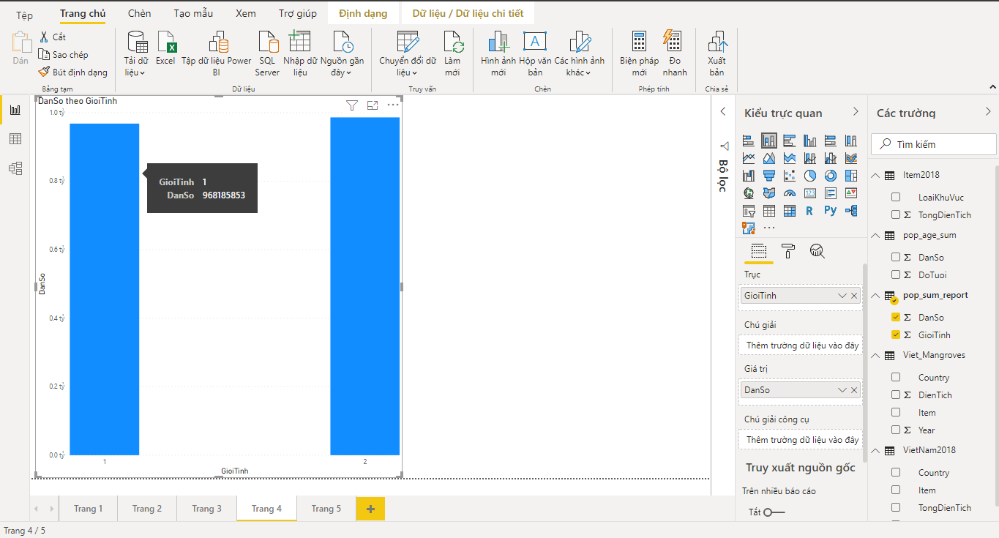 Tệp
Trang chủ
Chèn
Tạo mẫu
Xem
Trợ giúp
Định dạng
Dữ liệu / Dữ liệu chi tiết
Dán
Cắt
Sao chép
Bút định dạng
Bảng tạm
Tải dữ
liệu
Excel
Tập dữ liệu Power
BI
SQL
Server
Nhập dữ
liệu
Nguồn gần
đây
Dữ liệu
Chuyển đổi dữ
liệu
Làm
mới
Truy vấn
Hình ảnh
mới
Hộp văn
bản
Các hình ảnh
khác
Chèn
Biện pháp
mới
Đo
nhanh
Phép tính
Xuất
bản
Chia sẻ
DanSo theo GioiTinh
1.0 tỷ
0.8 tỷ
0.6 tỷ
0.4 tỷ
0.2 tỷ
0.0 tỷ
DanSo
GioiTinh 1
DanSo 968185853
1
2
GioiTinh
Bộ lọc
Kiểu trực quan
123
R
Py
Trục
GioiTinh
Chú giải
Thêm trường dữ liệu vào đây
Giá trị
DanSo
Chú giải công cụ
Thêm trường dữ liệu vào đây
Truy xuất nguồn gốc
Trên nhiều báo cáo
Tắt
Các trường
Tìm kiếm
Item2018
LoaiKhuVuc
Σ TongDienTich
pop_age_sum
Σ DanSo
Σ DoTuoi
pop_sum_report
Σ DanSo
Σ GioiTinh
Viet_Mangroves
Country
Σ DienTich
Item
Σ Year
VietNam2018
Country
Item
TongDienTich
Trang 1
Trang 2
Trang 3
Trang 4
Trang 5
+
Trang 4 / 5